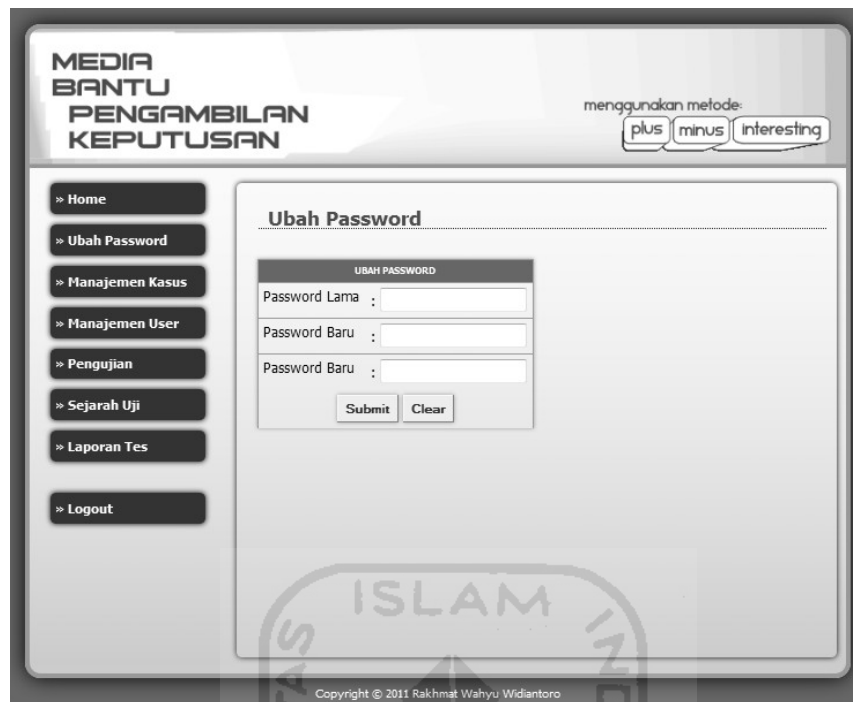 MEDIA
BANTU
PENGAMBILAN
KEPUTUSAN
menggunakan metode:
plus minus interesting
» Home
» Ubah Password
» Manajemen Kasus
» Manajemen User
» Pengujian
» Sejarah Uji
» Laporan Tes
» Logout
Ubah Password
UBAH PASSWORD
Password Lama :
Password Baru :
Password Baru :
Submit Clear
ISLAM
TAS
INDO
Copyright © 2011 Rakhmat Wahyu Widiantoro